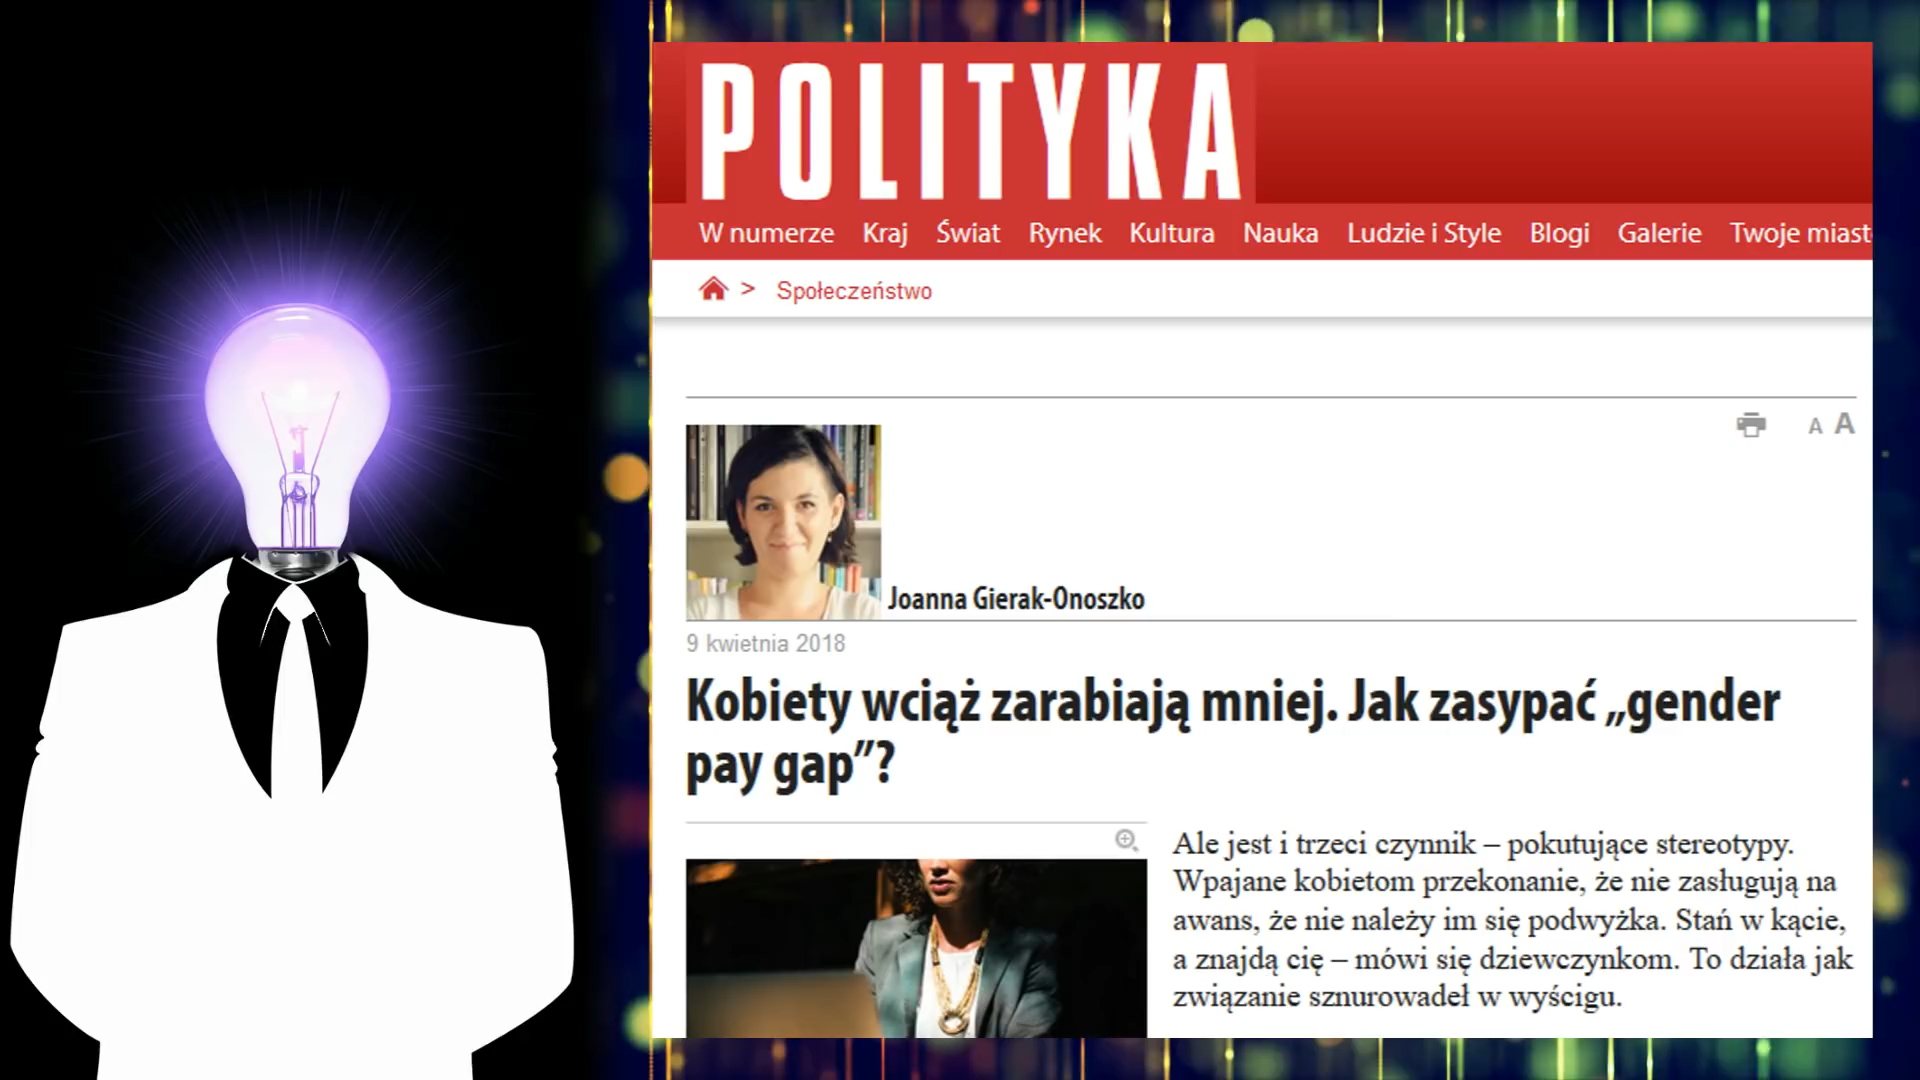 POLITYKA
W numerze Kraj Świat Rynek Kultura Nauka Ludzie i Style Blogi Galerie Twoje
> Społeczeństwo
A A
Joanna Gierak-Onoszko
9 kwietnia 2018
Kobiety wciąż zarabiają mniej. Jak zasypać „gender
pay gap”?
Ale jest i trzeci czynnik – pokutujące stereotypy.
Wpajane kobietom przekonanie, że nie zasługują na
awans, że nie należy im się podwyżka. Stań w kącie,
a znajdą cię – mówi się dziewczynkom. To działa jak
związanie sznurowadeł w wyścigu.